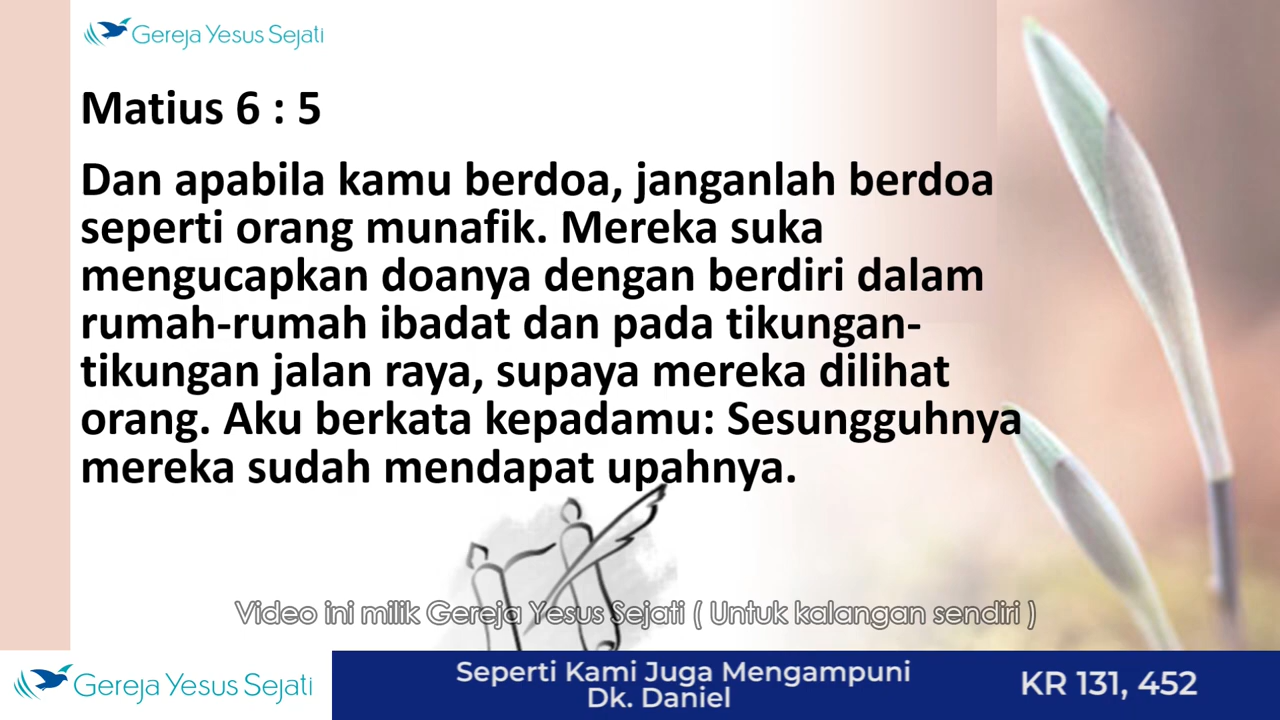 Gereja Yesus Sejati
Matius 6 : 5
Dan apabila kamu berdoa, janganlah berdoa
seperti orang munafik. Mereka suka
mengucapkan doanya dengan berdiri dalam
rumah-rumah ibadat dan pada tikungan-
tikungan jalan raya, supaya mereka dilihat
orang. Aku berkata kepadamu: Sesungguhnya
mereka sudah mendapat upahnya.
Video ini milik Gereja Yesus Sejati ( Untuk kalangan sendiri )
Gereja Yesus Sejati
Seperti Kami Juga Mengampuni
Dk. Daniel
KR 131, 452